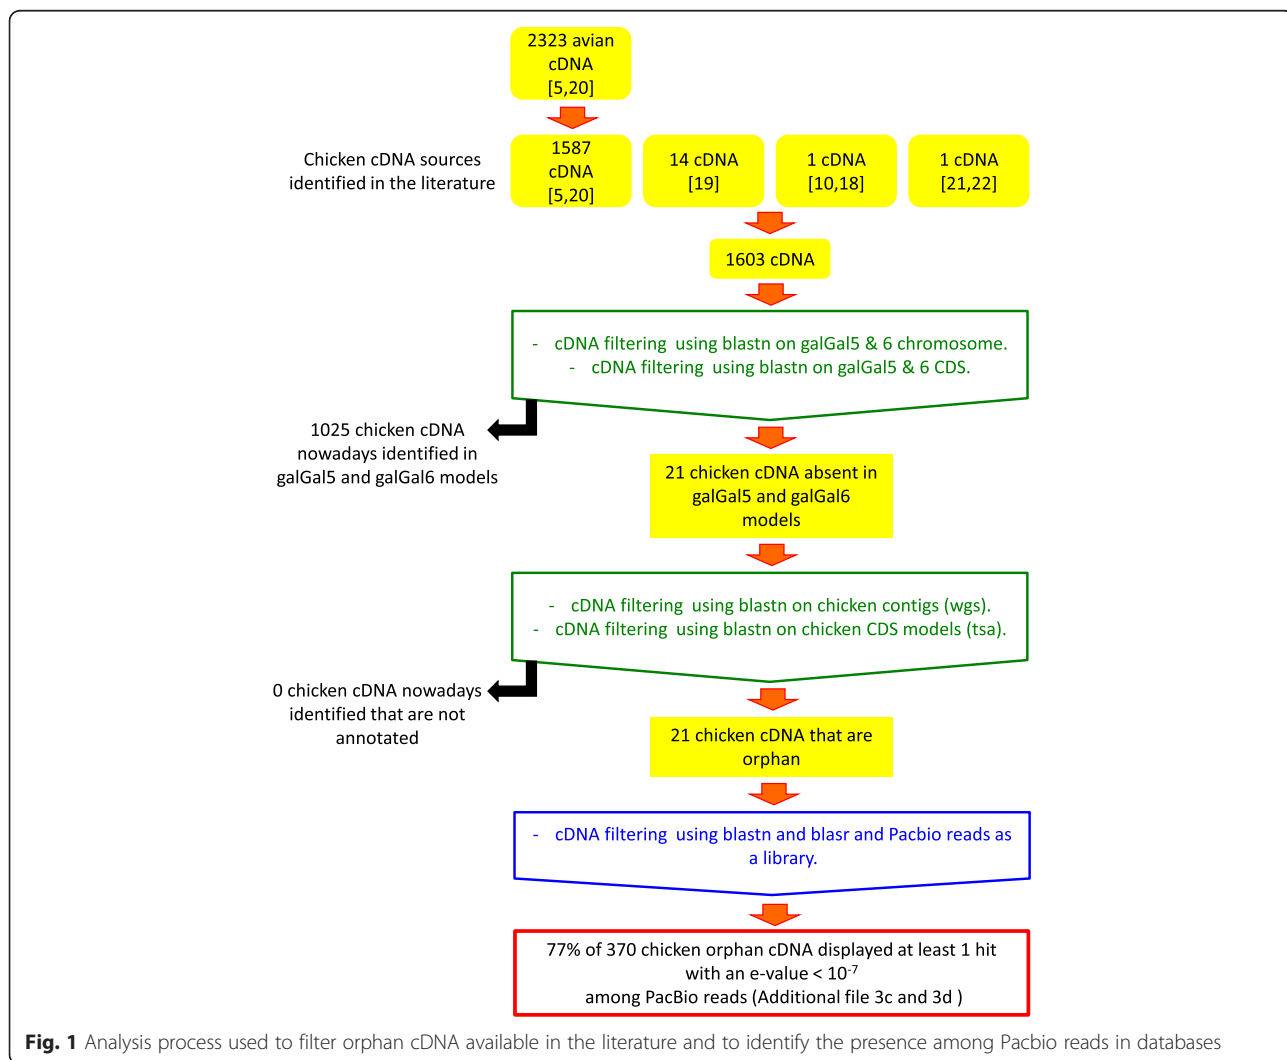 2323 avian
cDNA
[5,20]
Chicken cDNA sources
identified in the literature
1587
cDNA
[5,20]
14 cDNA
[19]
1 cDNA
[10,18]
1 cDNA
[21,22]
1603 cDNA
- cDNA filtering using blastn on galGal5 & 6 chromosome.
- cDNA filtering using blastn on galGal5 & 6 CDS.
1025 chicken cDNA
nowadays identified in
galGal5 and galGal6 models
21 chicken cDNA absent in
galGal5 and galGal6
models
- cDNA filtering using blastn on chicken contigs (wgs).
- cDNA filtering using blastn on chicken CDS models (tsa).
0 chicken cDNA nowadays
identified that are not
annotated
21 chicken cDNA that are
orphan
- cDNA filtering using blastn and blasr and Pacbio reads as
a library.
77% of 370 chicken orphan cDNA displayed at least 1 hit
with an e-value < 10⁻⁷
among PacBio reads (Additional file 3c and 3d )
Fig. 1 Analysis process used to filter orphan cDNA available in the literature and to identify the presence among Pacbio reads in databases